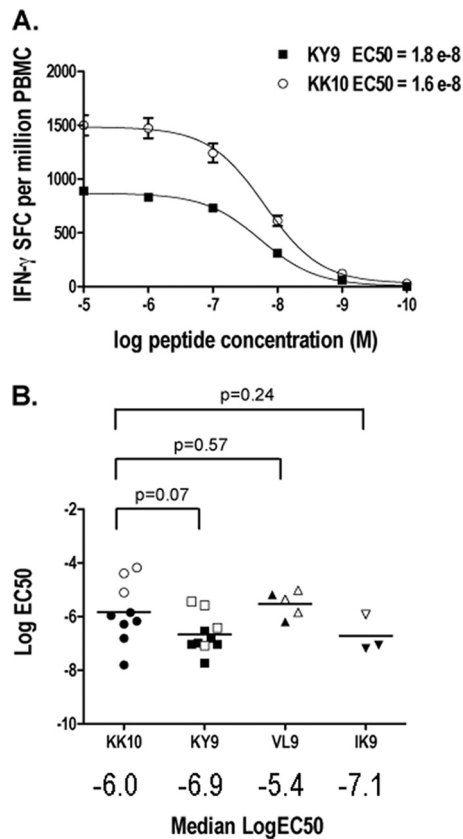 A.
KY9 EC50 = 1.8 e-8
KK10 EC50 = 1.6 e-8
IFN-γ SFC per million PBMC
2000
1500
1000
500
0
-5 -6 -7 -8 -9 -10
log peptide concentration (M)
B.
p=0.24
p=0.57
p=0.07
Log EC50
-2
-4
-6
-8
-10
KK10 KY9 VL9 IK9
-6.0 -6.9 -5.4 -7.1
Median LogEC50